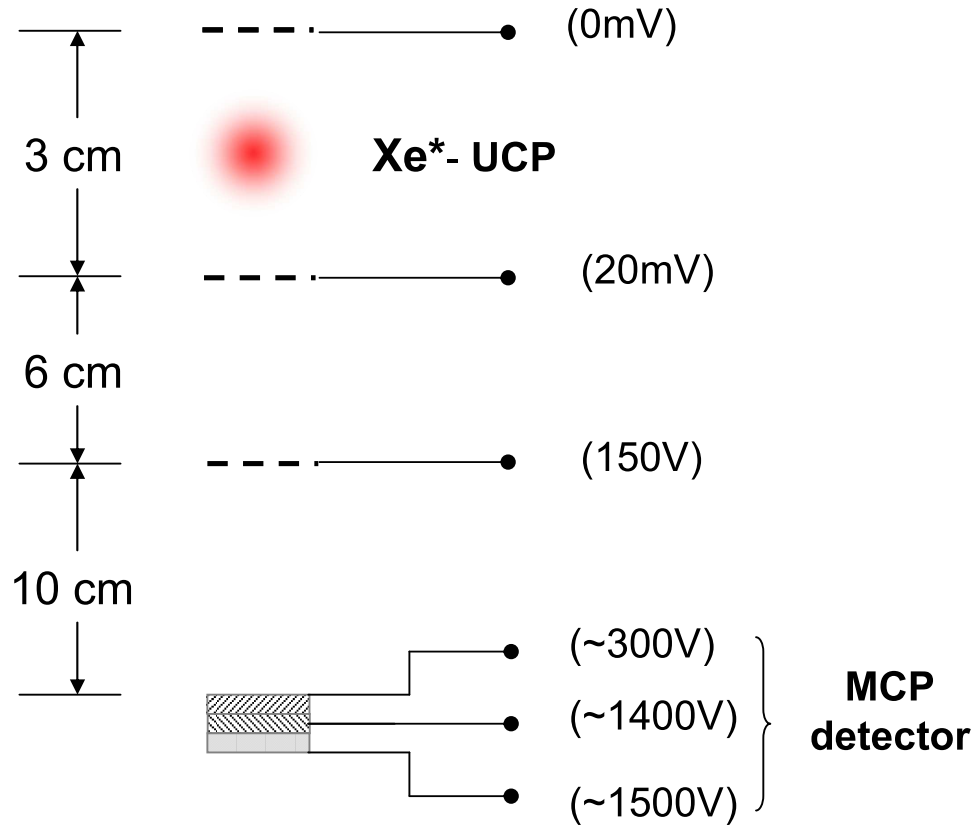 (0mV)
3 cm
Xe*- UCP
(20mV)
6 cm
(150V)
10 cm
(~300V)
(~1400V)
(~1500V)
MCP
detector